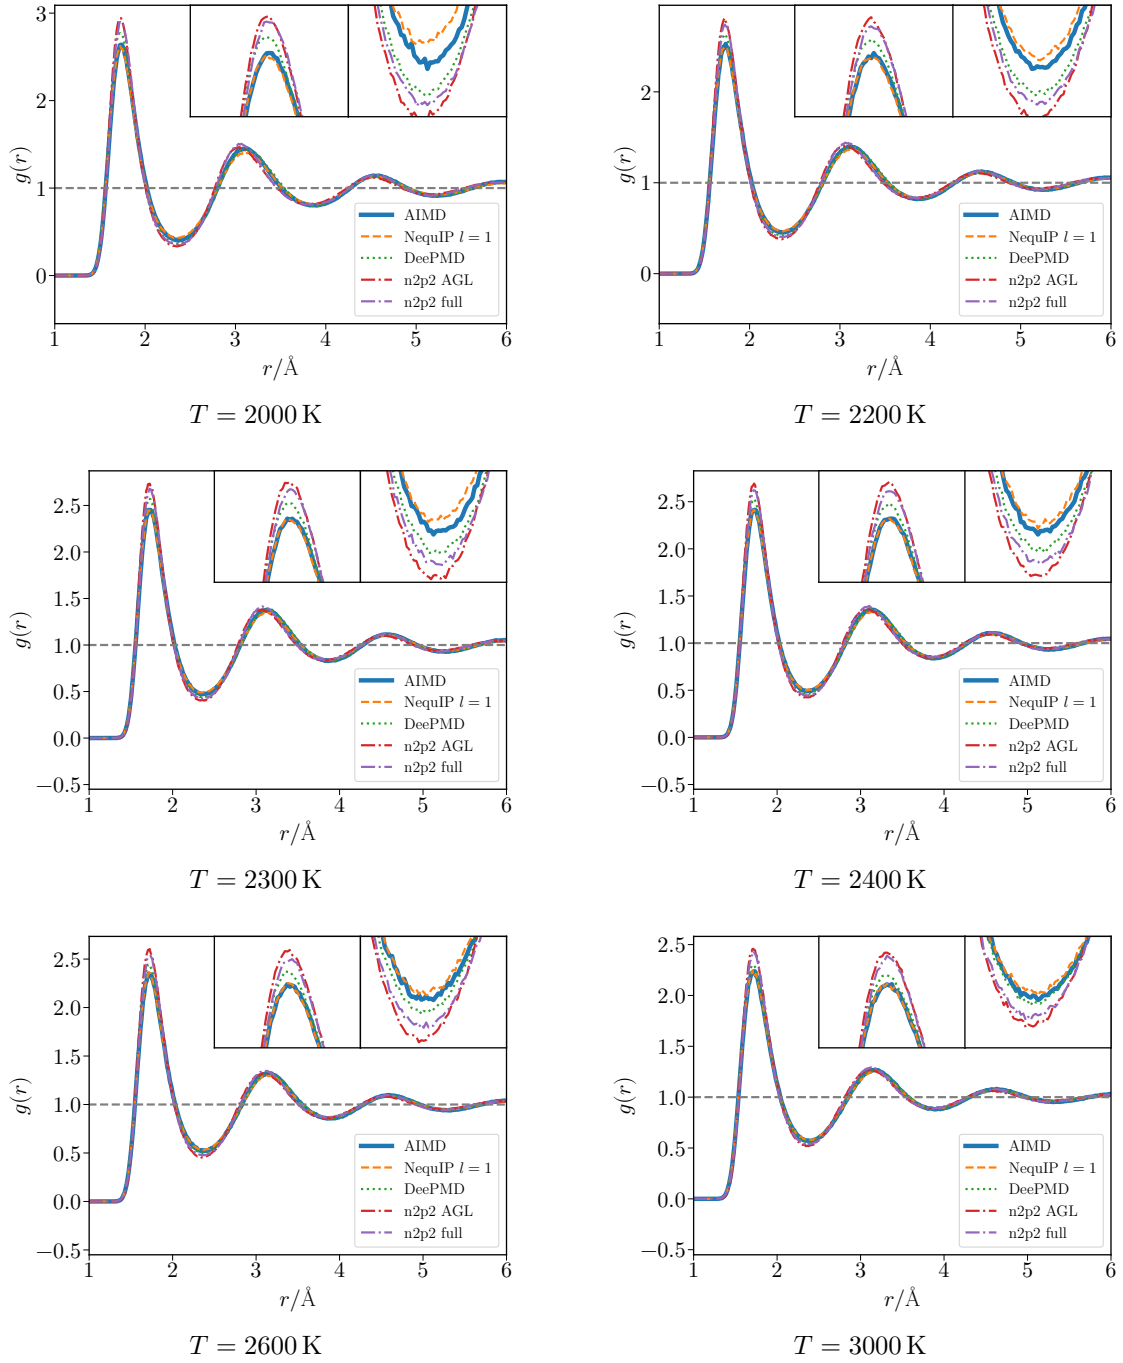 3
2
1
0
g(r)
AIMD
NequIP l = 1
DeePMD
n2p2 AGL
n2p2 full
1 2 3 4 5 6
r/Å
T = 2000 K
2
1
0
g(r)
AIMD
NequIP l = 1
DeePMD
n2p2 AGL
n2p2 full
1 2 3 4 5 6
r/Å
T = 2200 K
2.5
2.0
1.5
1.0
0.5
0.0
−0.5
g(r)
AIMD
NequIP l = 1
DeePMD
n2p2 AGL
n2p2 full
1 2 3 4 5 6
r/Å
T = 2300 K
2.5
2.0
1.5
1.0
0.5
0.0
−0.5
g(r)
AIMD
NequIP l = 1
DeePMD
n2p2 AGL
n2p2 full
1 2 3 4 5 6
r/Å
T = 2400 K
2.5
2.0
1.5
1.0
0.5
0.0
−0.5
g(r)
AIMD
NequIP l = 1
DeePMD
n2p2 AGL
n2p2 full
1 2 3 4 5 6
r/Å
T = 2600 K
2.5
2.0
1.5
1.0
0.5
0.0
−0.5
g(r)
AIMD
NequIP l = 1
DeePMD
n2p2 AGL
n2p2 full
1 2 3 4 5 6
r/Å
T = 3000 K